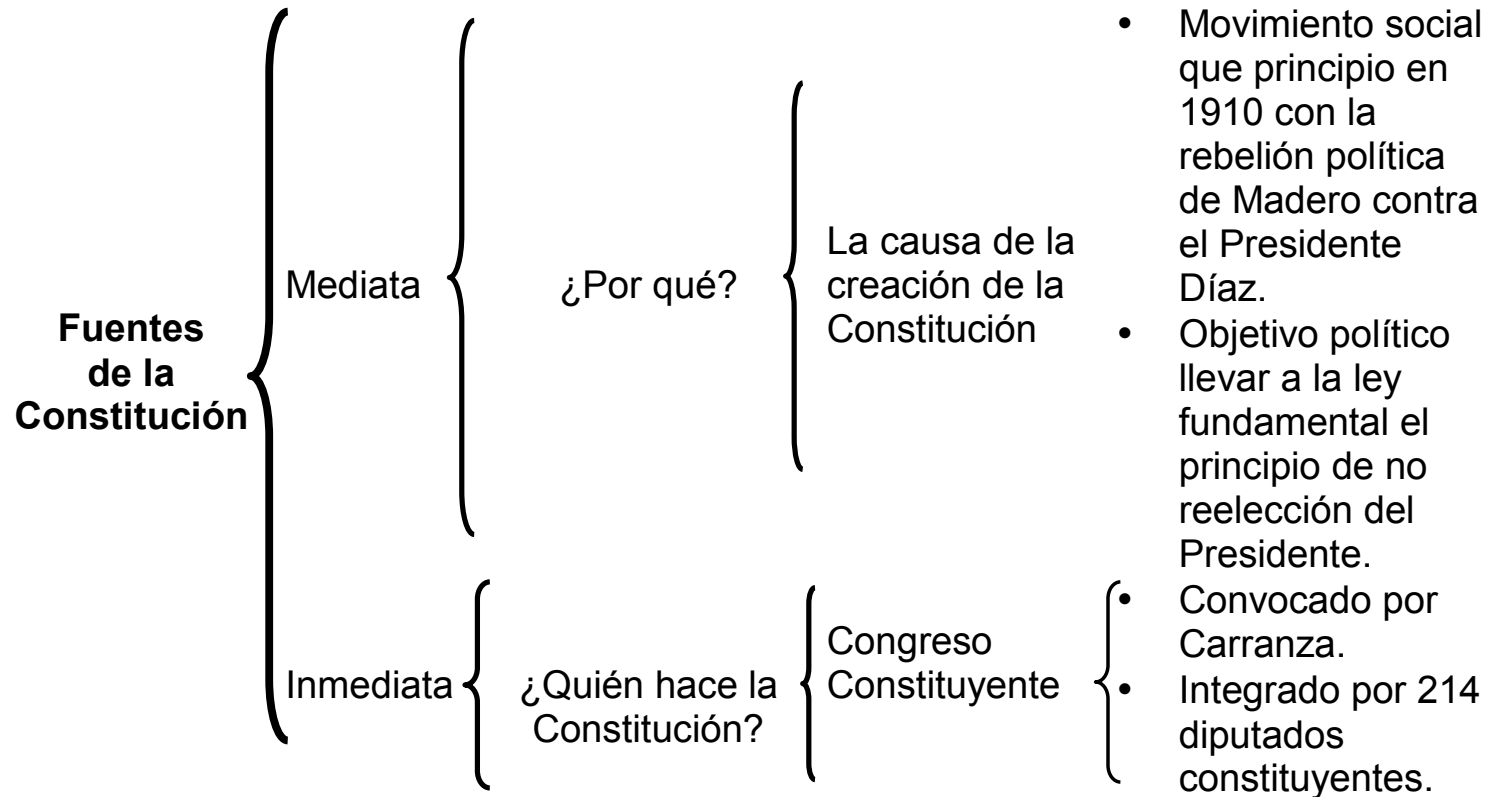 Fuentes
de la
Constitución
Mediata
¿Por qué?
La causa de la
creación de la
Constitución
• Movimiento social
que principio en
1910 con la
rebelión política
de Madero contra
el Presidente
Díaz.
• Objetivo político
llevar a la ley
fundamental el
principio de no
reelección del
Presidente.
Inmediata
¿Quién hace la
Constitución?
Congreso
Constituyente
• Convocado por
Carranza.
• Integrado por 214
diputados
constituyentes.